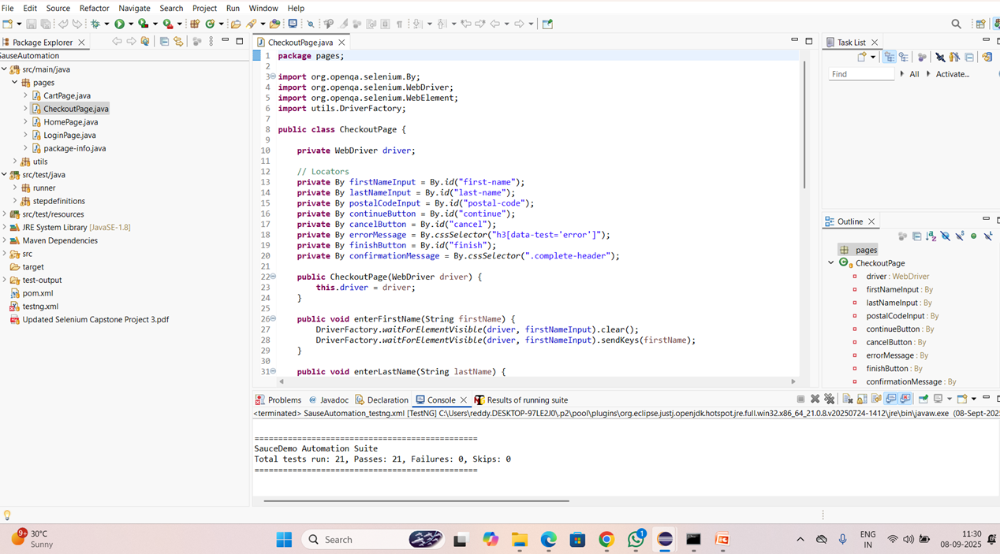 File Edit Source Refactor Navigate Search Project Run Window Help
Package Explorer
SauseAutomation
src/main/java
pages
CartPage.java
CheckoutPage.java
HomePage.java
LoginPage.java
package-info.java
utils
src/test/java
runner
stepdefinitions
src/test/resources
JRE System Library [JavaSE-1.8]
Maven Dependencies
src
target
test-output
pom.xml
testng.xml
Updated Selenium Capstone Project 3.pdf
CheckoutPage.java
1 package pages;
2
3 import org.openqa.selenium.By;
4 import org.openqa.selenium.WebDriver;
5 import org.openqa.selenium.WebElement;
6 import utils.DriverFactory;
7
8 public class CheckoutPage {
9
10 private WebDriver driver;
11
12 // Locators
13 private By firstNameInput = By.id("first-name");
14 private By lastNameInput = By.id("last-name");
15 private By postalCodeInput = By.id("postal-code");
16 private By continueButton = By.id("continue");
17 private By cancelButton = By.id("cancel");
18 private By errorMessage = By.cssSelector("h3[data-test='error']");
19 private By finishButton = By.id("finish");
20 private By confirmationMessage = By.cssSelector(".complete-header");
21
22 public CheckoutPage(WebDriver driver) {
23 this.driver = driver;
24 }
25
26 public void enterFirstName(String firstName) {
27 DriverFactory.waitForElementVisible(driver, firstNameInput).clear();
28 DriverFactory.waitForElementVisible(driver, firstNameInput).sendKeys(firstName);
29 }
30
31 public void enterLastName(String lastName) {
Task List
Find All Activate...
Outline
pages
CheckoutPage
driver : WebDriver
firstNameInput : By
lastNameInput : By
postalCodeInput : By
continueButton : By
cancelButton : By
errorMessage : By
finishButton : By
confirmationMessage : By
Problems @ Javadoc Declaration Console Results of running suite
<terminated> SauseAutomation_testng.xml [TestNG] C:\Users\reddy.DESKTOP-97LE2J0\.p2\pool\plugins\org.eclipse.justj.openjdk.hotspot.jre.full.win32.x86_64_21.0.8.v20250724-1412\jre\bin\javaw.exe (08-Sept-202
===============================================
SauceDemo Automation Suite
Total tests run: 21, Passes: 21, Failures: 0, Skips: 0
===============================================
9+
30°C
Sunny
Search
1
ENG
IN
11:30
08-09-2025